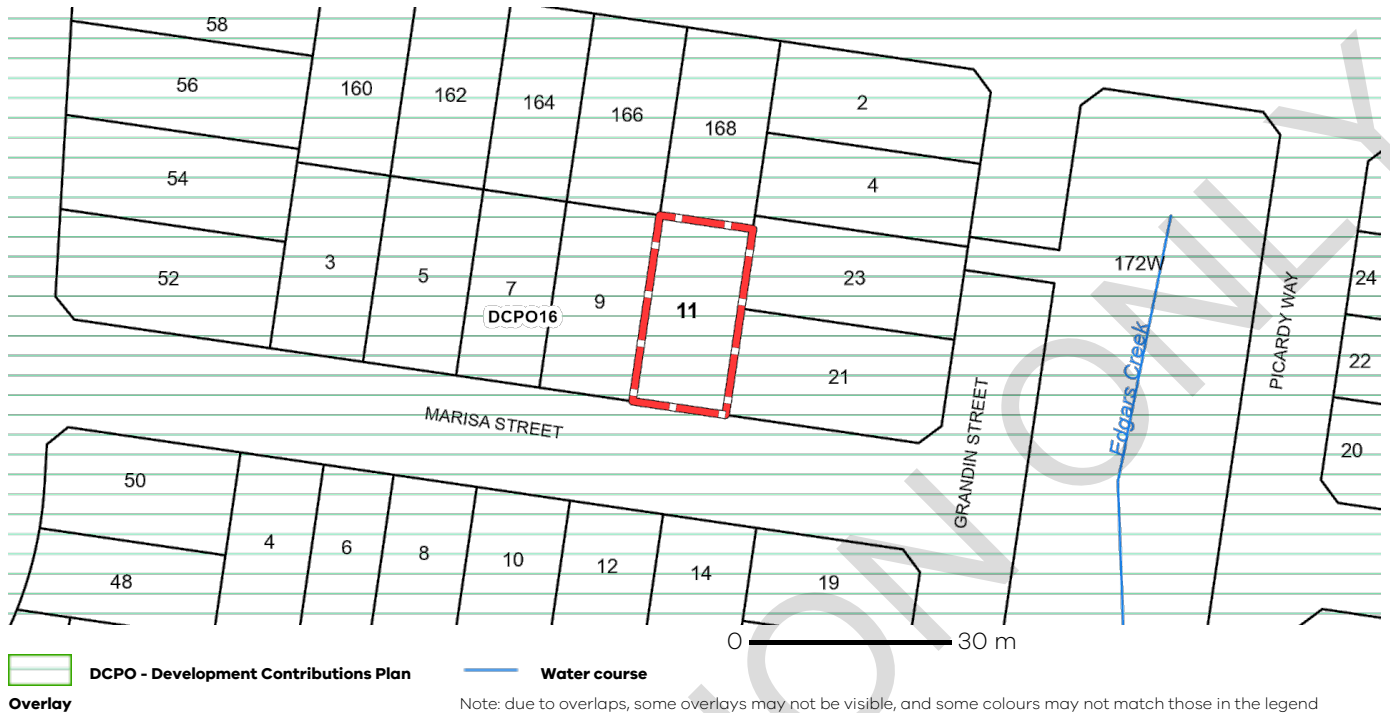 58
56
160
162
164
166
168
2
54
4
3
5
7
9
11
23
52
DCPO16
172W
24
PICARDY WAY
Edgars Creek
21
22
MARISA STREET
GRANDIN STREET
20
50
4
6
8
10
12
14
19
48
0 30 m
DCPO - Development Contributions Plan
Overlay
Water course
Note: due to overlaps, some overlays may not be visible, and some colours may not match those in the legend
ON ONLY